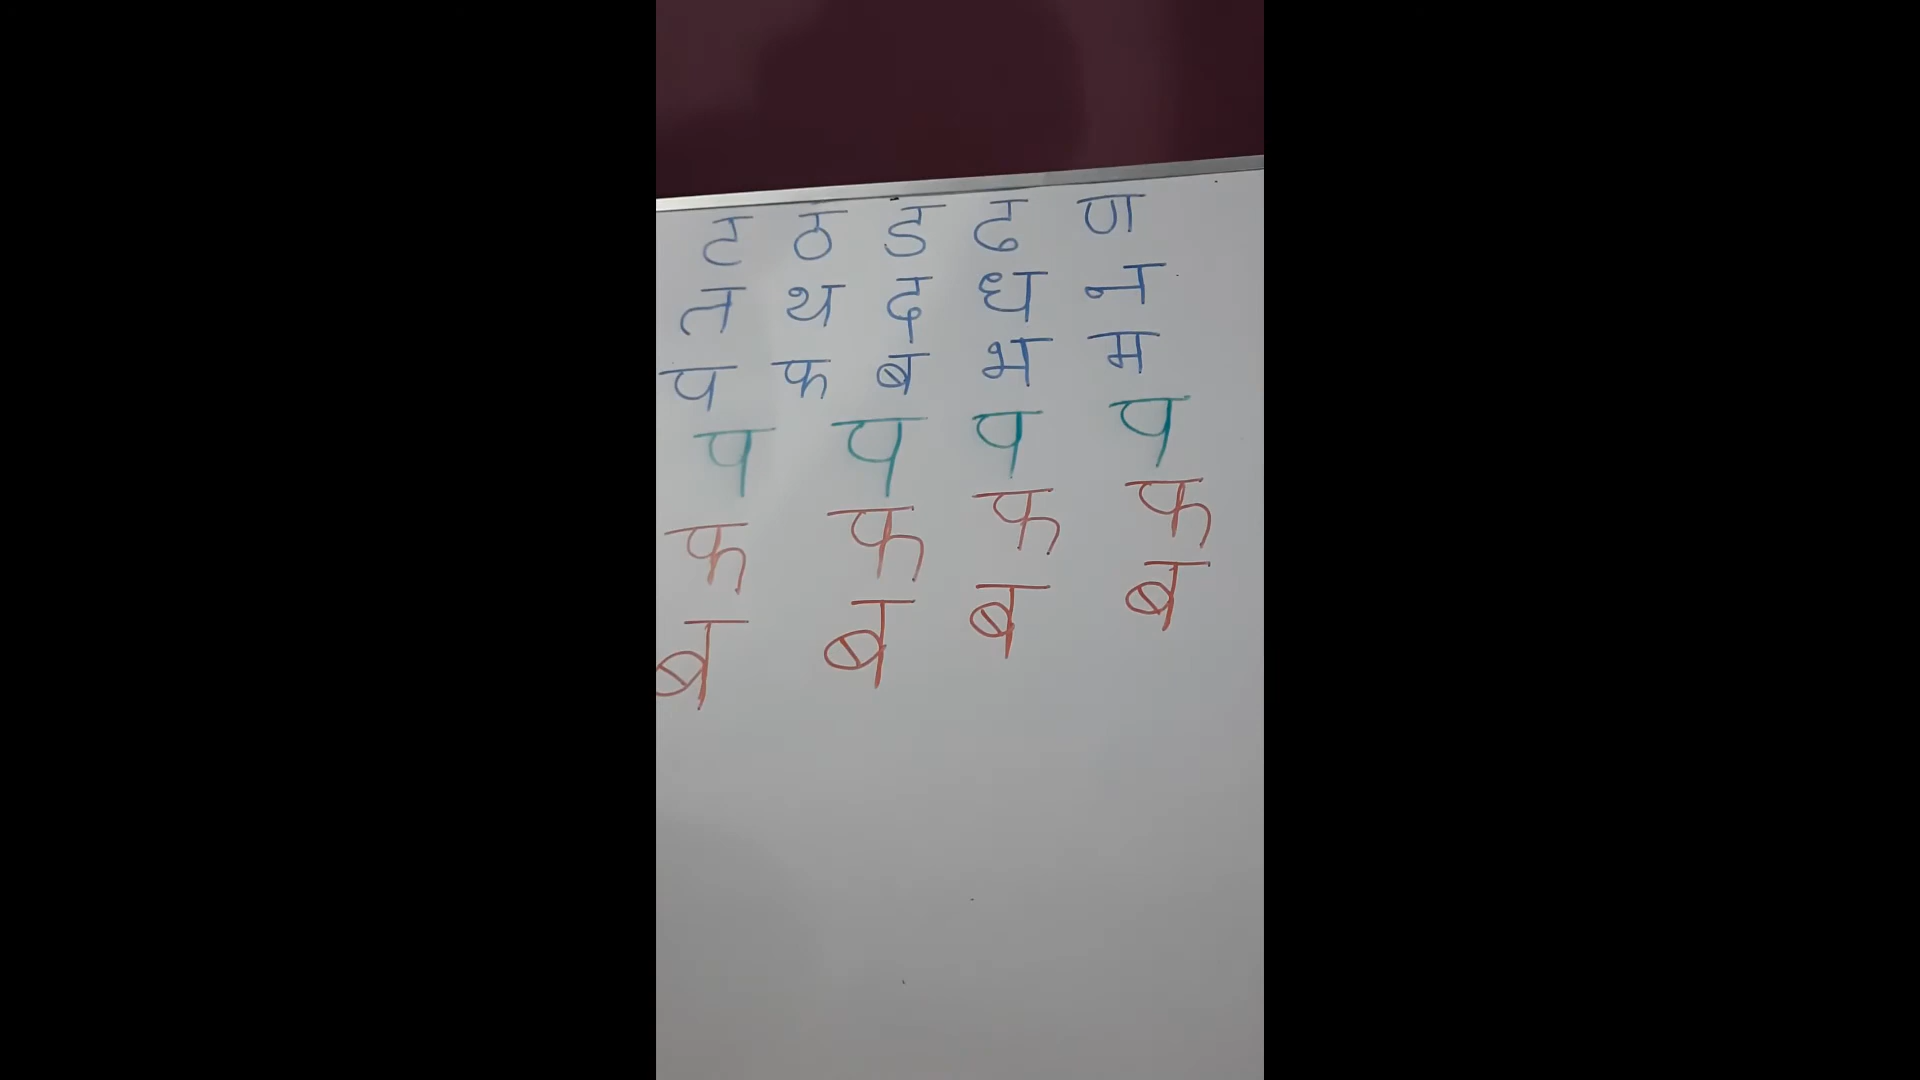 ट ठ ड ढ ण
त थ द ध न
प फ ब भ म
प प प प
फ फ फ फ
ब ब ब ब